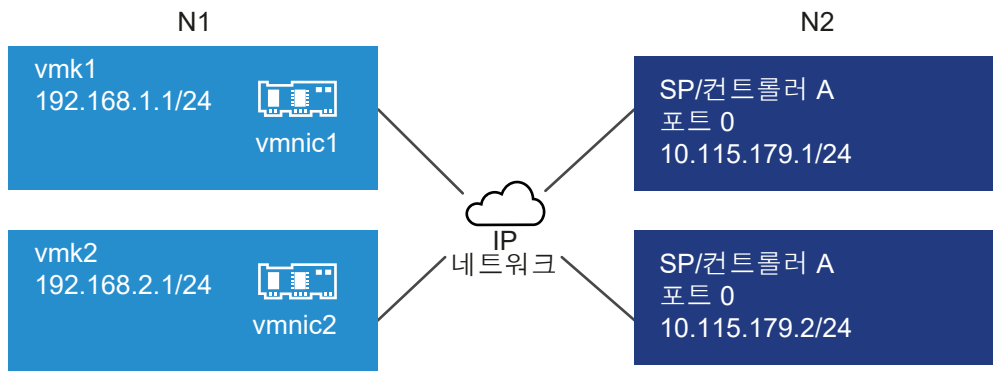 N1
N2
vmk1
192.168.1.1/24
vmnic1
SP/컨트롤러 A
포트 0
10.115.179.1/24
IP
네트워크
vmk2
192.168.2.1/24
vmnic2
SP/컨트롤러 A
포트 0
10.115.179.2/24